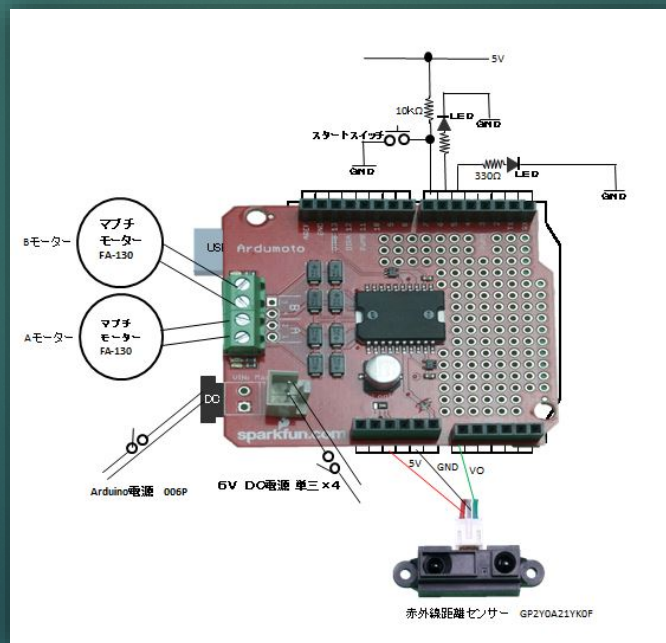 5V
10kΩ
LED
GND
スタートスイッチ
GND
330Ω
LED
GND
USB
Ardumoto
Bモーター
マブチ
モーター
FA-130
Aモーター
マブチ
モーター
FA-130
B
A
DC
sparkfun.com
5V
GND
VO
Arduino電源 006P
6V DC電源 単三×4
赤外線距離センサー GP2Y0A21YK0F